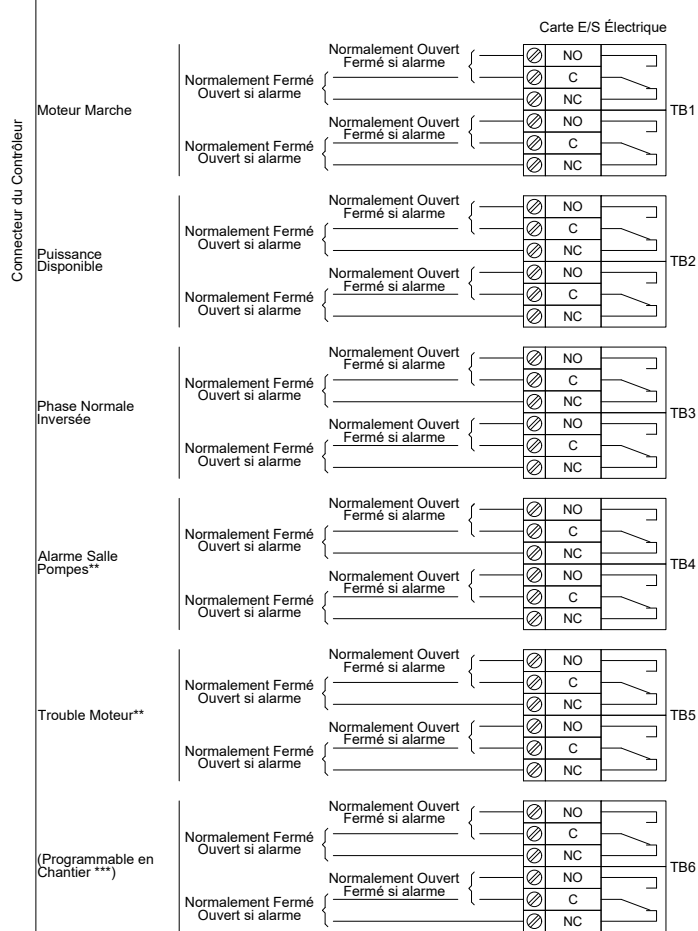 Carte E/S Électrique
Connecteur du Contrôleur
Moteur Marche
Normalement Ouvert
Fermé si alarme
Normalement Fermé
Ouvert si alarme
NO
C
NC
Normalement Ouvert
Fermé si alarme
Normalement Fermé
Ouvert si alarme
NO
C
NC
TB1
Puissance
Disponible
Normalement Ouvert
Fermé si alarme
Normalement Fermé
Ouvert si alarme
NO
C
NC
Normalement Ouvert
Fermé si alarme
Normalement Fermé
Ouvert si alarme
NO
C
NC
TB2
Phase Normale
Inversée
Normalement Ouvert
Fermé si alarme
Normalement Fermé
Ouvert si alarme
NO
C
NC
Normalement Ouvert
Fermé si alarme
Normalement Fermé
Ouvert si alarme
NO
C
NC
TB3
Alarme Salle
Pompes**
Normalement Ouvert
Fermé si alarme
Normalement Fermé
Ouvert si alarme
NO
C
NC
Normalement Ouvert
Fermé si alarme
Normalement Fermé
Ouvert si alarme
NO
C
NC
TB4
Trouble Moteur**
Normalement Ouvert
Fermé si alarme
Normalement Fermé
Ouvert si alarme
NO
C
NC
Normalement Ouvert
Fermé si alarme
Normalement Fermé
Ouvert si alarme
NO
C
NC
TB5
(Programmable en
Chantier ***)
Normalement Ouvert
Fermé si alarme
Normalement Fermé
Ouvert si alarme
NO
C
NC
Normalement Ouvert
Fermé si alarme
Normalement Fermé
Ouvert si alarme
NO
C
NC
TB6